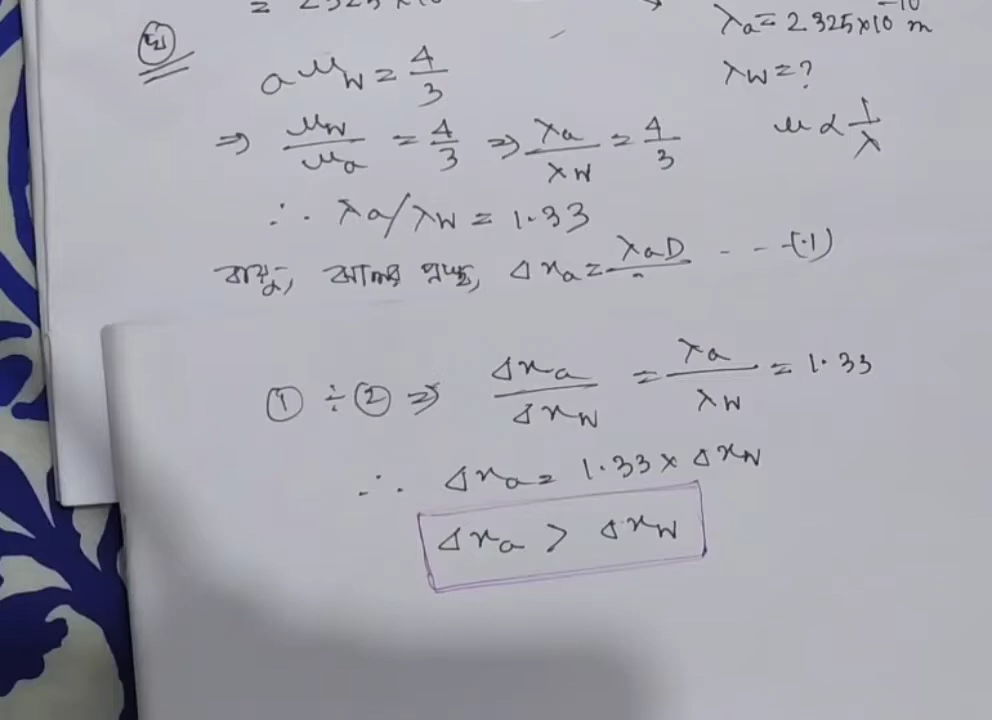 (ঘ)
λa = 2.325×10⁻¹⁰ m
aμw = 4/3
λw = ?
⇒ μw/μa = 4/3 ⇒ λa/λw = 4/3
μ ∝ 1/λ
∴ λa/λw = 1.33
Δxa = λaD - - - (1)
① ÷ ② ⇒ Δxa/Δxw = λa/λw = 1.33
∴ Δxa = 1.33 × Δxw
Δxa > Δxw